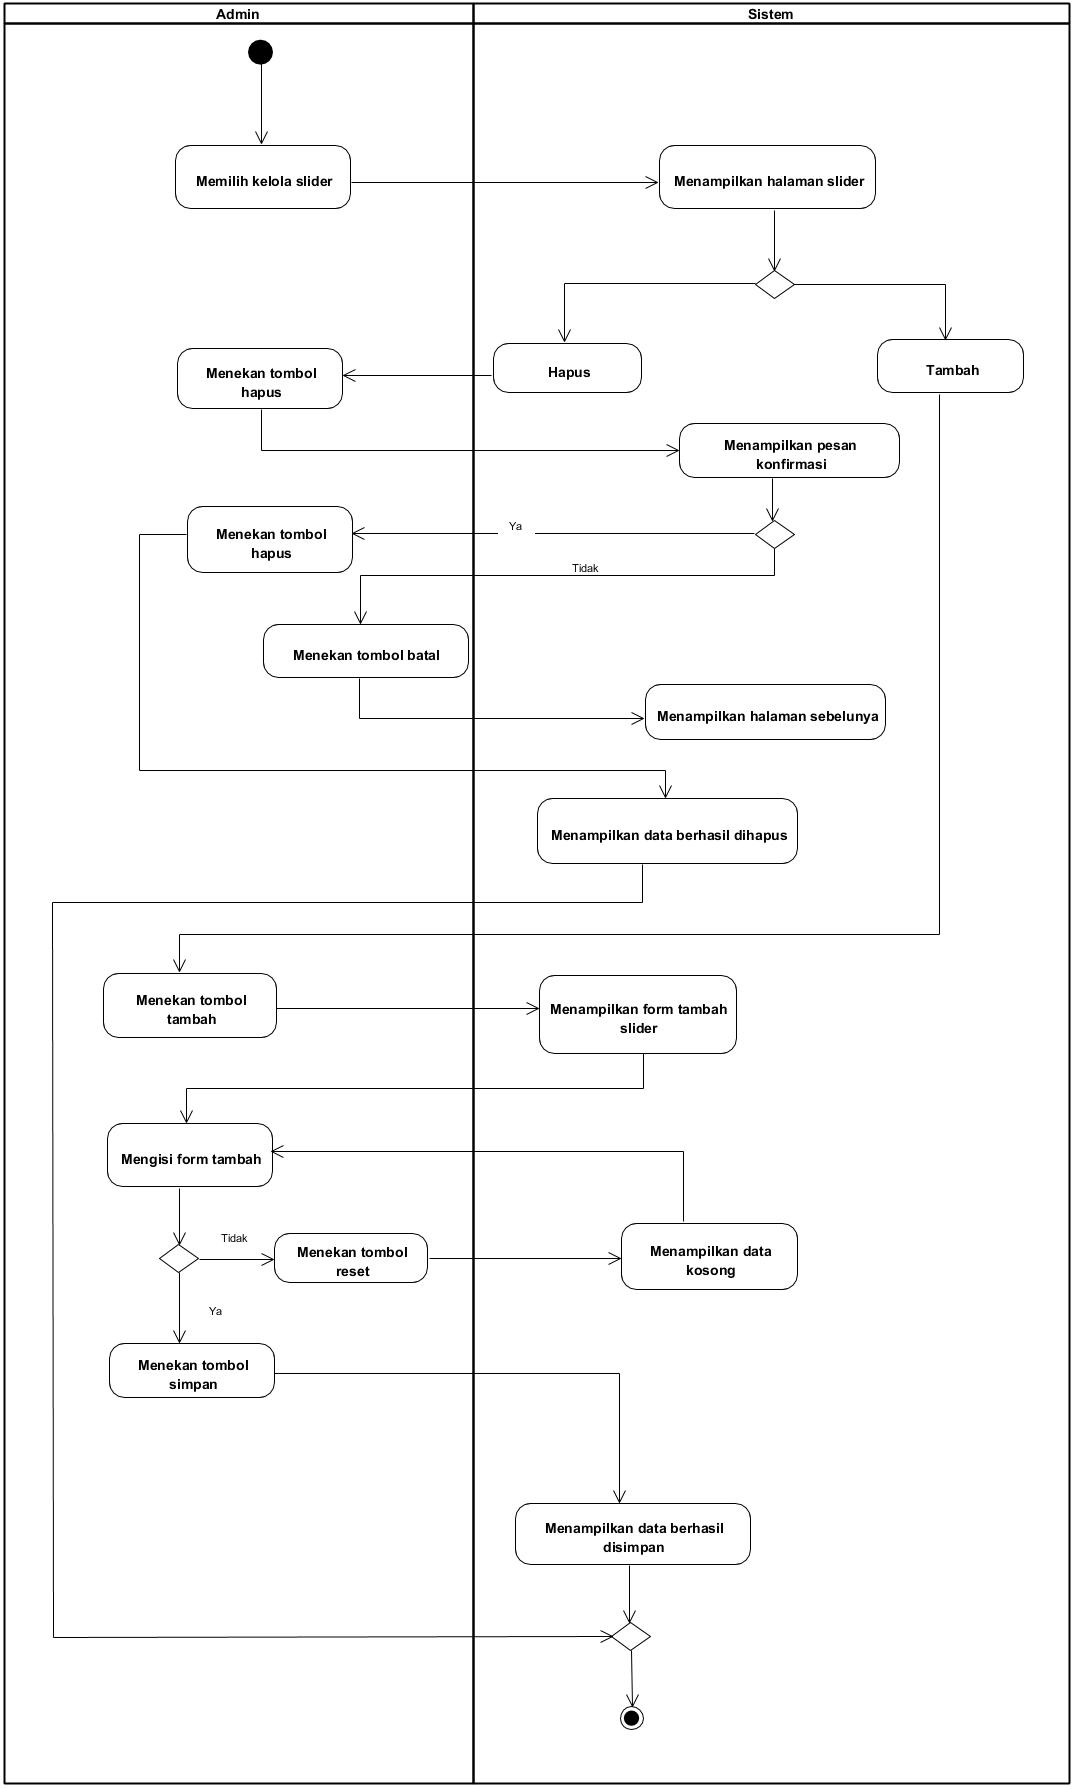 Admin
Sistem
Memilih kelola slider
Menampilkan halaman slider
Hapus
Tambah
Menekan tombol
hapus
Menampilkan pesan
konfirmasi
Ya
Menekan tombol
hapus
Tidak
Menekan tombol batal
Menampilkan halaman sebelunya
Menampilkan data berhasil dihapus
Menekan tombol
tambah
Menampilkan form tambah
slider
Mengisi form tambah
Tidak
Menekan tombol
reset
Menampilkan data
kosong
Ya
Menekan tombol
simpan
Menampilkan data berhasil
disimpan